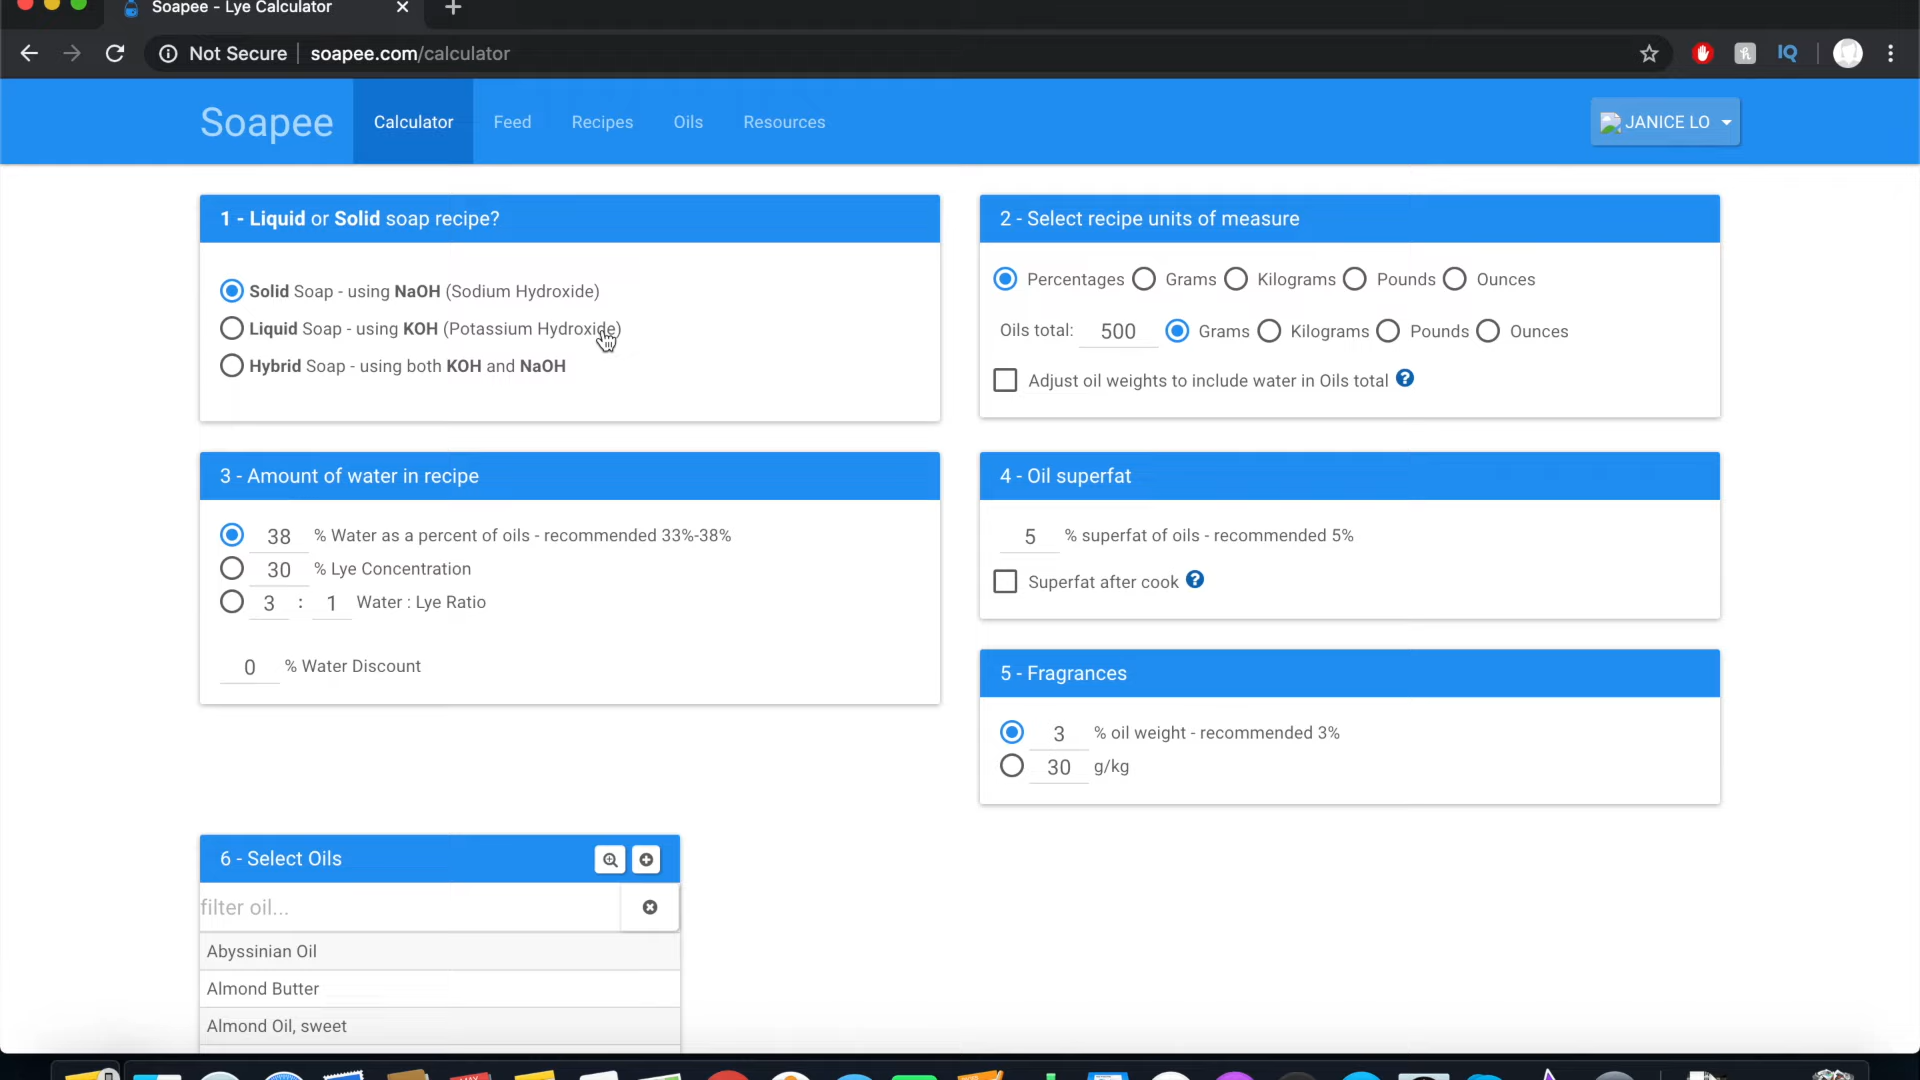 Soapee - Lye Calculator
Not Secure soapee.com/calculator
IQ
Soapee Calculator Feed Recipes Oils Resources JANICE LO
1 - Liquid or Solid soap recipe?
Solid Soap - using NaOH (Sodium Hydroxide)
Liquid Soap - using KOH (Potassium Hydroxide)
Hybrid Soap - using both KOH and NaOH
2 - Select recipe units of measure
Percentages Grams Kilograms Pounds Ounces
Oils total: 500 Grams Kilograms Pounds Ounces
Adjust oil weights to include water in Oils total ?
3 - Amount of water in recipe
38 % Water as a percent of oils - recommended 33%-38%
30 % Lye Concentration
3 : 1 Water : Lye Ratio
0 % Water Discount
4 - Oil superfat
5 % superfat of oils - recommended 5%
Superfat after cook ?
5 - Fragrances
3 % oil weight - recommended 3%
30 g/kg
6 - Select Oils
filter oil...
Abyssinian Oil
Almond Butter
Almond Oil, sweet